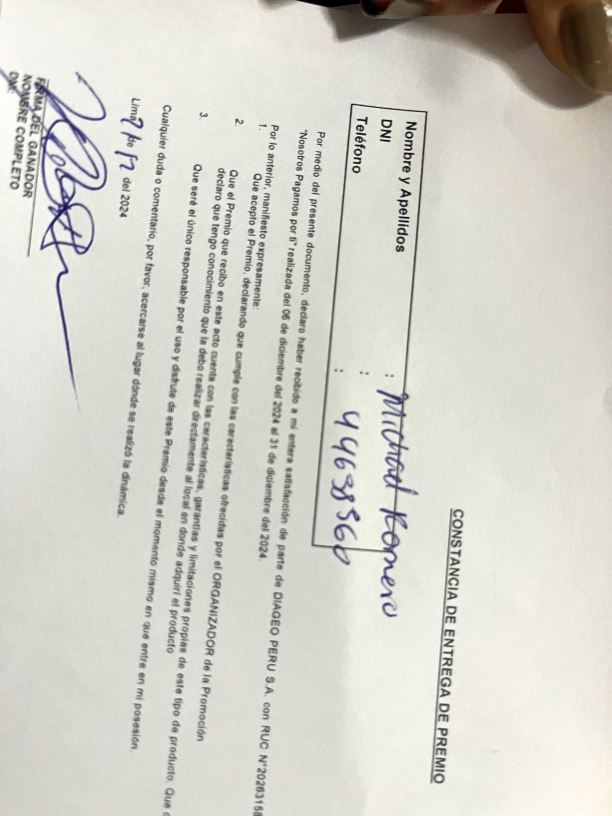 CONSTANCIA DE ENTREGA DE PREMIO
Nombre y Apellidos : Michael Romero
DNI : 44638560
Teléfono :
Por medio del presente documento, declaro haber recibido a mi entera satisfacción de parte de DIAGEO PERU S.A. con RUC N°20263158
"Nosotros Pagamos por ti" realizada del 06 de diciembre del 2024 al 31 de diciembre del 2024.
Por lo anterior, manifiesto expresamente:
1. Que acepto el Premio, declarando que cumple con las características ofrecidas por el ORGANIZADOR de la Promoción
2. Que el Premio que recibo en este acto cuenta con las características, garantías y limitaciones propias de este tipo de producto. Que
declaro que tengo conocimiento que la debo realizar directamente al local en donde adquirí el producto
3. Que seré el único responsable por el uso y disfrute de este Premio desde el momento mismo en que entre en mi posesión.
Cualquier duda o comentario, por favor, acercarse al lugar dónde se realizó la dinámica.
Lima, 7 de 12 del 2024
FIRMA DEL GANADOR
NOMBRE COMPLETO
DNI: